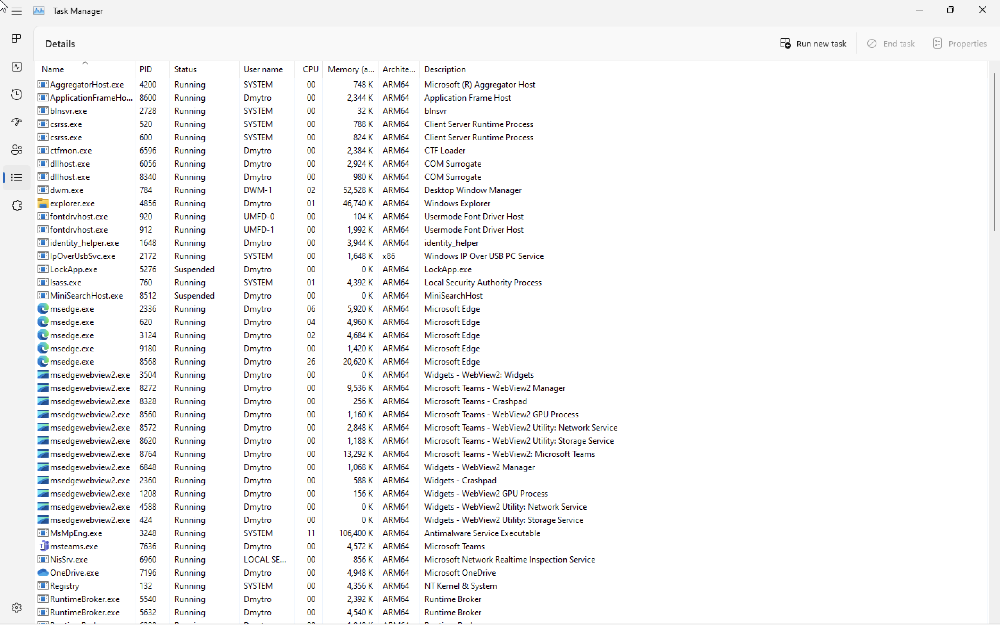 Task Manager
Details
Run new task End task Properties
Name PID Status User name CPU Memory (a... Archite... Description
AggregatorHost.exe 4200 Running SYSTEM 00 748 K ARM64 Microsoft (R) Aggregator Host
ApplicationFrameHo... 8600 Running Dmytro 00 2,344 K ARM64 Application Frame Host
blnsvr.exe 2728 Running SYSTEM 00 32 K ARM64 blnsvr
csrss.exe 520 Running SYSTEM 00 788 K ARM64 Client Server Runtime Process
csrss.exe 600 Running SYSTEM 00 824 K ARM64 Client Server Runtime Process
ctfmon.exe 6596 Running Dmytro 00 2,384 K ARM64 CTF Loader
dllhost.exe 6056 Running Dmytro 00 2,924 K ARM64 COM Surrogate
dllhost.exe 8340 Running Dmytro 00 980 K ARM64 COM Surrogate
dwm.exe 784 Running DWM-1 02 52,528 K ARM64 Desktop Window Manager
explorer.exe 4856 Running Dmytro 01 46,740 K ARM64 Windows Explorer
fontdrvhost.exe 920 Running UMFD-0 00 104 K ARM64 Usermode Font Driver Host
fontdrvhost.exe 912 Running UMFD-1 00 1,992 K ARM64 Usermode Font Driver Host
identity_helper.exe 1648 Running Dmytro 00 3,944 K ARM64 identity_helper
IpOverUsbSvc.exe 2172 Running SYSTEM 00 1,648 K x86 Windows IP Over USB PC Service
LockApp.exe 5276 Suspended Dmytro 00 0 K ARM64 LockApp.exe
lsass.exe 760 Running SYSTEM 01 4,392 K ARM64 Local Security Authority Process
MiniSearchHost.exe 8512 Suspended Dmytro 00 0 K ARM64 MiniSearchHost
msedge.exe 2336 Running Dmytro 06 5,920 K ARM64 Microsoft Edge
msedge.exe 620 Running Dmytro 04 4,960 K ARM64 Microsoft Edge
msedge.exe 3124 Running Dmytro 02 4,684 K ARM64 Microsoft Edge
msedge.exe 9180 Running Dmytro 00 1,420 K ARM64 Microsoft Edge
msedge.exe 8568 Running Dmytro 26 20,620 K ARM64 Microsoft Edge
msedgewebview2.exe 3504 Running Dmytro 00 0 K ARM64 Widgets - WebView2: Widgets
msedgewebview2.exe 8272 Running Dmytro 00 9,536 K ARM64 Microsoft Teams - WebView2 Manager
msedgewebview2.exe 8328 Running Dmytro 00 256 K ARM64 Microsoft Teams - Crashpad
msedgewebview2.exe 8560 Running Dmytro 00 1,160 K ARM64 Microsoft Teams - WebView2 GPU Process
msedgewebview2.exe 8572 Running Dmytro 00 2,848 K ARM64 Microsoft Teams - WebView2 Utility: Network Service
msedgewebview2.exe 8620 Running Dmytro 00 1,188 K ARM64 Microsoft Teams - WebView2 Utility: Storage Service
msedgewebview2.exe 8764 Running Dmytro 00 13,292 K ARM64 Microsoft Teams - WebView2: Microsoft Teams
msedgewebview2.exe 6848 Running Dmytro 00 1,068 K ARM64 Widgets - WebView2 Manager
msedgewebview2.exe 2360 Running Dmytro 00 588 K ARM64 Widgets - Crashpad
msedgewebview2.exe 1208 Running Dmytro 00 156 K ARM64 Widgets - WebView2 GPU Process
msedgewebview2.exe 4588 Running Dmytro 00 0 K ARM64 Widgets - WebView2 Utility: Network Service
msedgewebview2.exe 424 Running Dmytro 00 0 K ARM64 Widgets - WebView2 Utility: Storage Service
MsMpEng.exe 3248 Running SYSTEM 11 106,400 K ARM64 Antimalware Service Executable
msteams.exe 7636 Running Dmytro 00 4,572 K ARM64 Microsoft Teams
NisSrv.exe 6960 Running LOCAL SE... 00 856 K ARM64 Microsoft Network Realtime Inspection Service
OneDrive.exe 7196 Running Dmytro 00 4,948 K ARM64 Microsoft OneDrive
Registry 132 Running SYSTEM 00 4,356 K ARM64 NT Kernel & System
RuntimeBroker.exe 5540 Running Dmytro 00 2,392 K ARM64 Runtime Broker
RuntimeBroker.exe 5632 Running Dmytro 00 4,540 K ARM64 Runtime Broker